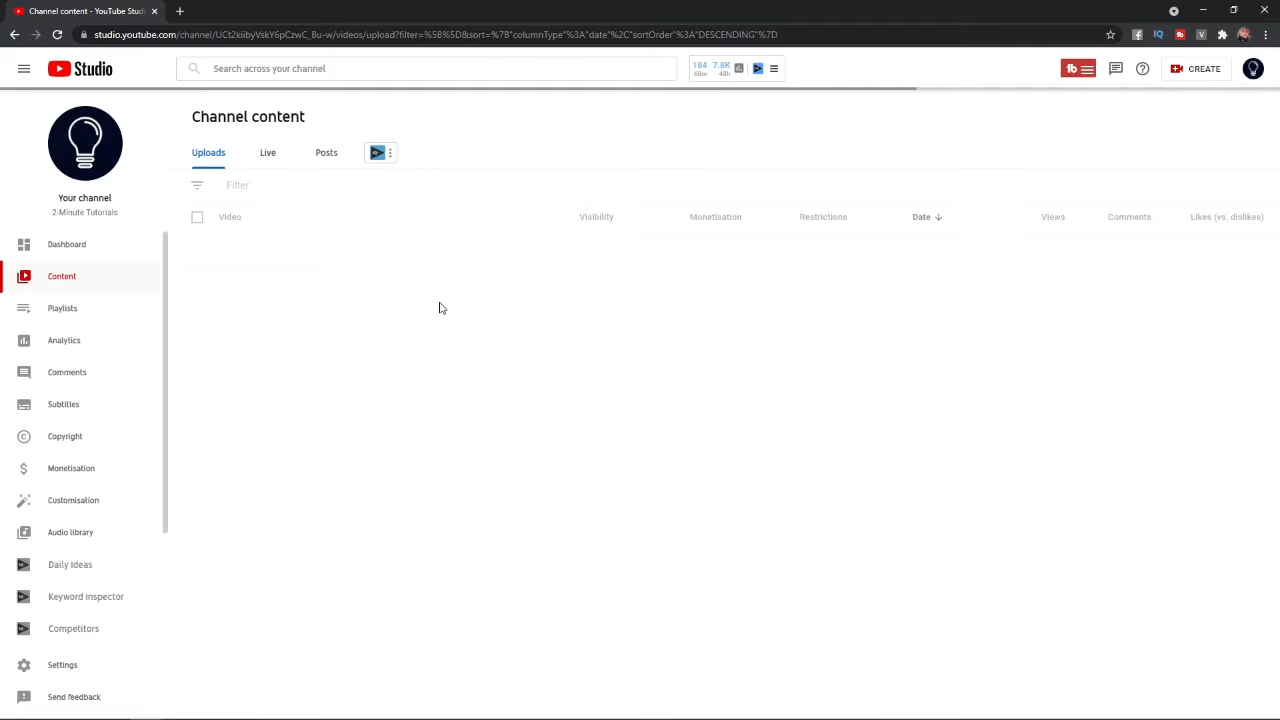 Channel content - YouTube Studi
studio.youtube.com/channel/UCt2kiibyVskY6pCzwC_Bu-w/videos/upload?filter=%5B%5D&sort=%7B"columnType"%3A"date"%2C"sortOrder"%3A"DESCENDING"%7D
Studio
Search across your channel
184 7.8K
60m 48h
CREATE
Channel content
Uploads Live Posts
Filter
Video Visibility Monetisation Restrictions Date Views Comments Likes (vs. dislikes)
Your channel
2-Minute Tutorials
Dashboard
Content
Playlists
Analytics
Comments
Subtitles
Copyright
Monetisation
Customisation
Audio library
Daily Ideas
Keyword Inspector
Competitors
Settings
Send feedback